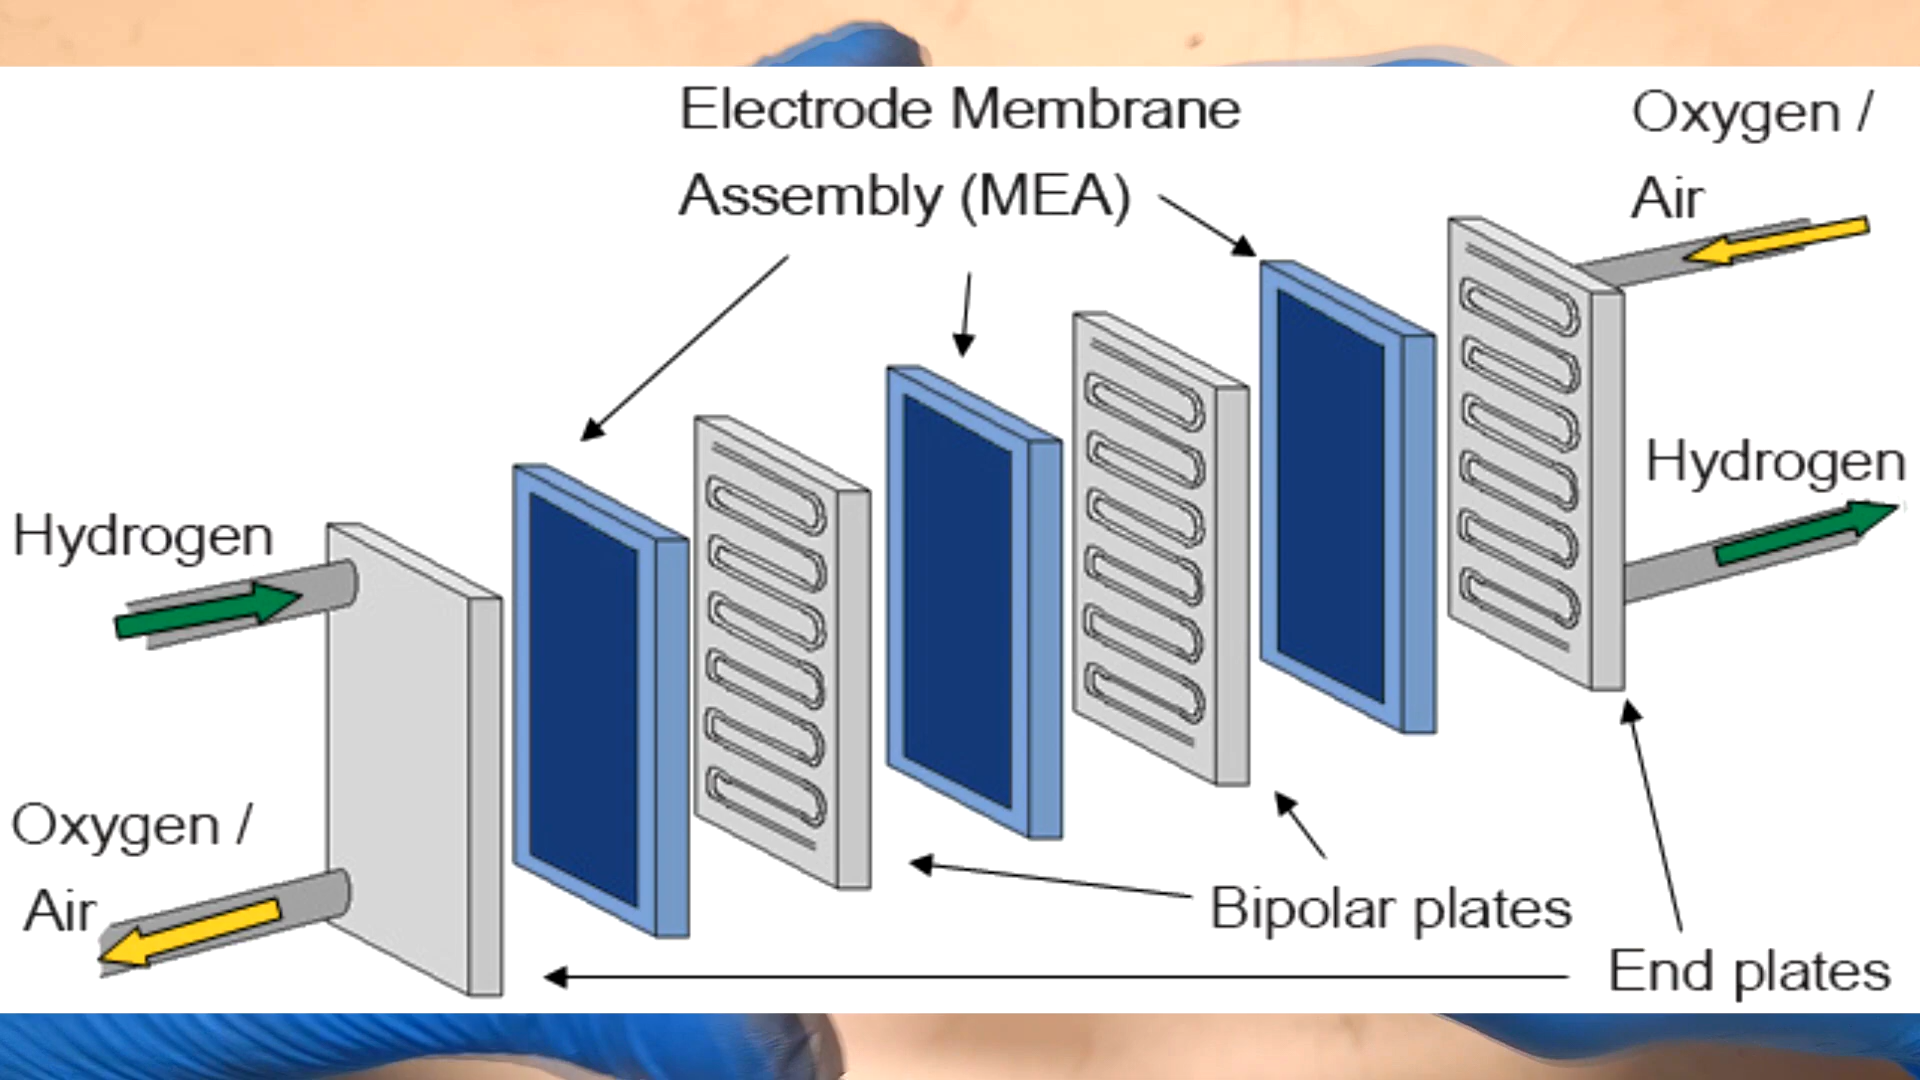 Electrode Membrane
Assembly (MEA)
Oxygen /
Air
Hydrogen
Hydrogen
Oxygen /
Air
Bipolar plates
End plates